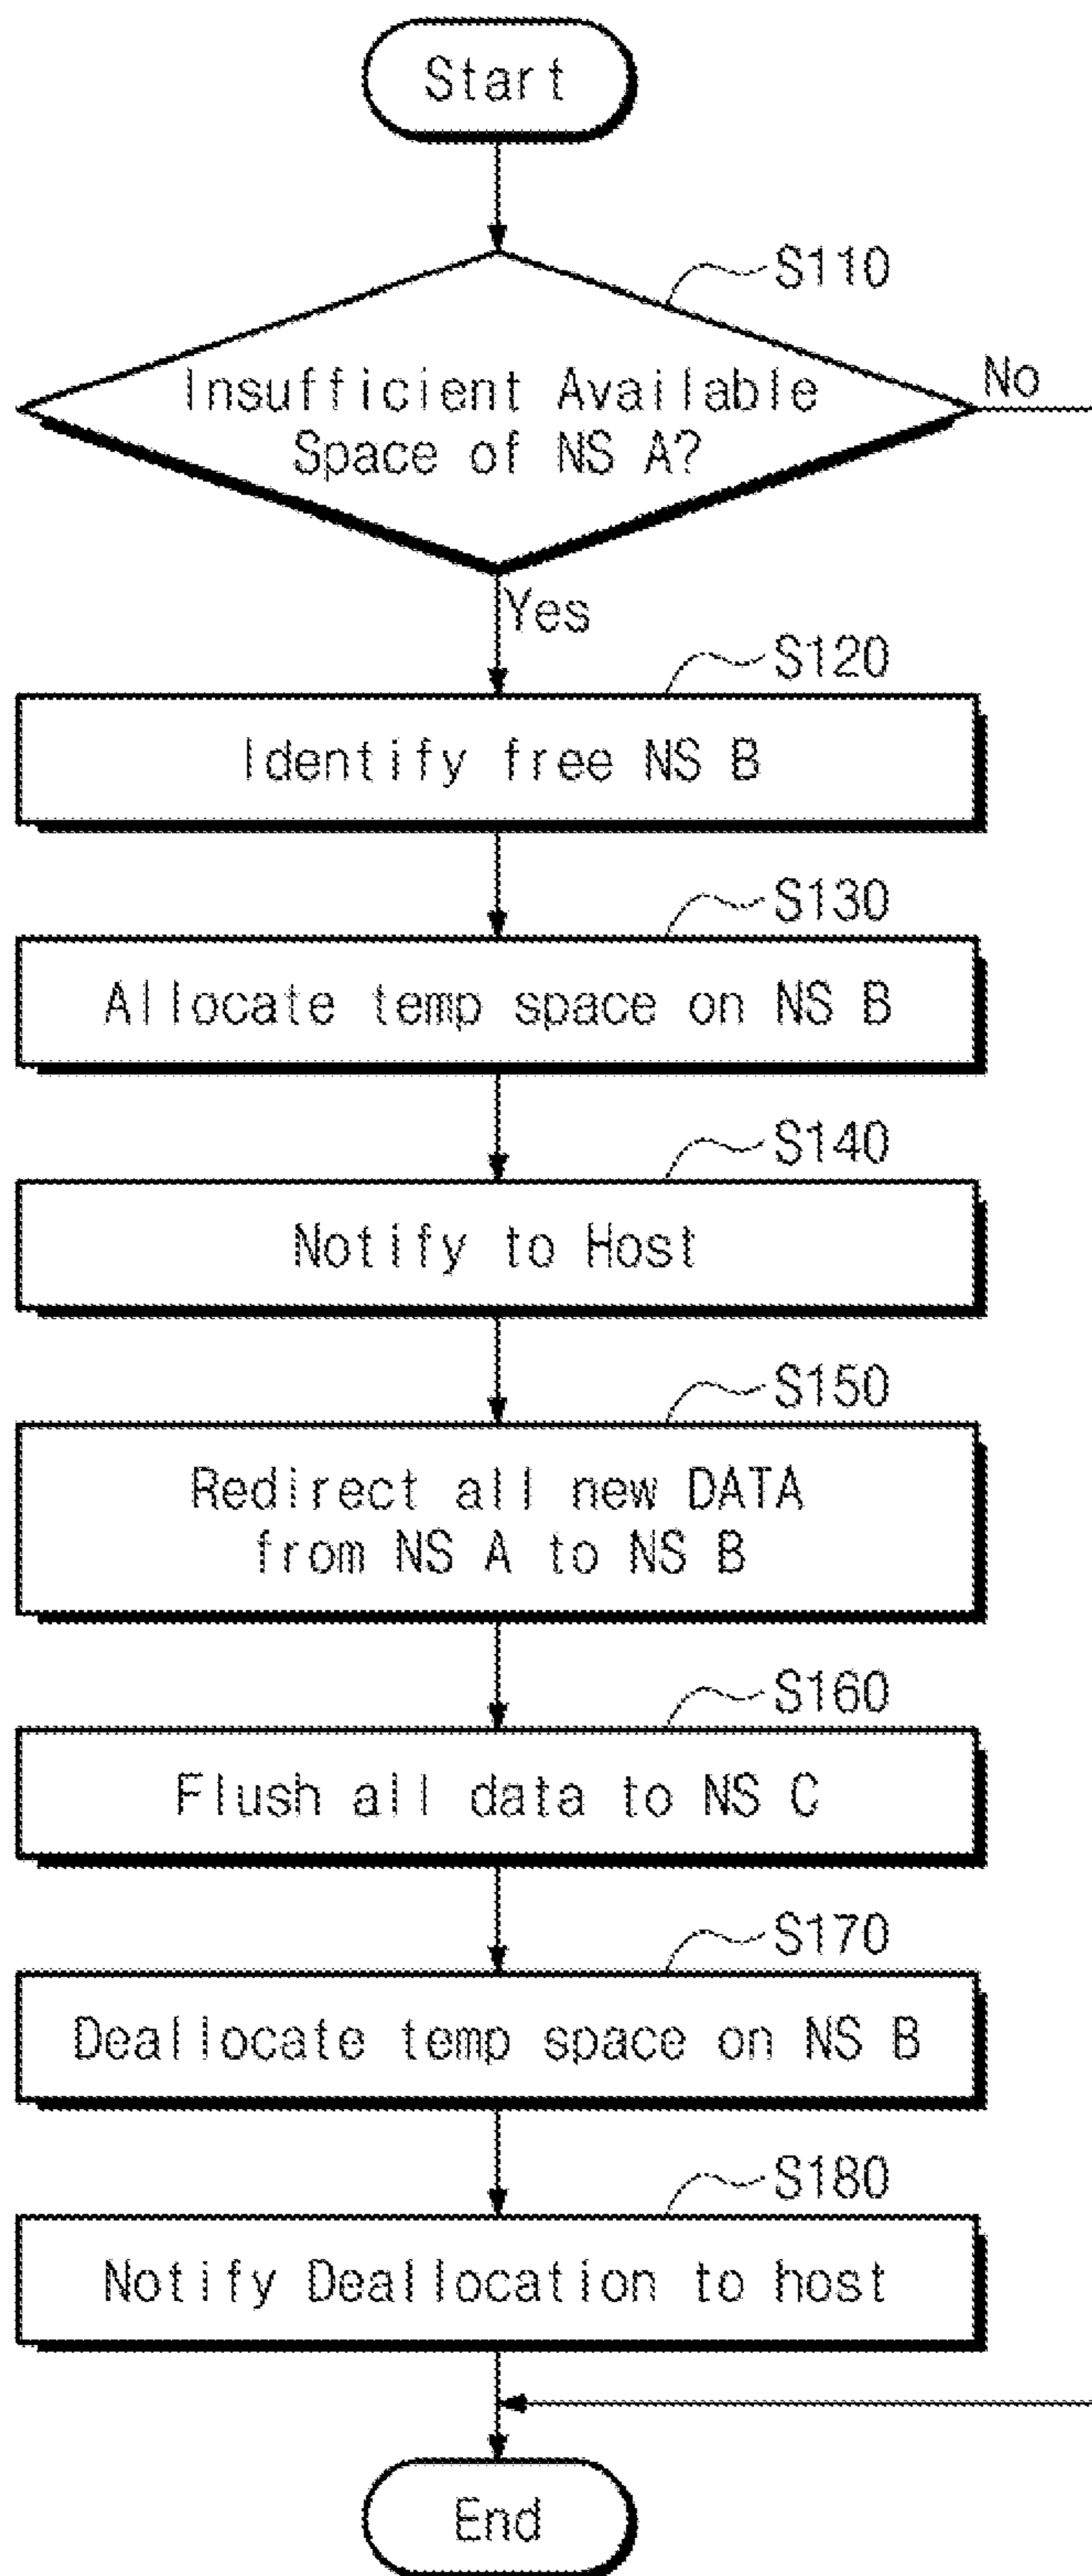 Start
S110
Insufficient Available
Space of NS A?
No
Yes
S120
Identify free NS B
S130
Allocate temp space on NS B
S140
Notify to Host
S150
Redirect all new DATA
from NS A to NS B
S160
Flush all data to NS C
S170
Deallocate temp space on NS B
S180
Notify Deallocation to host
End